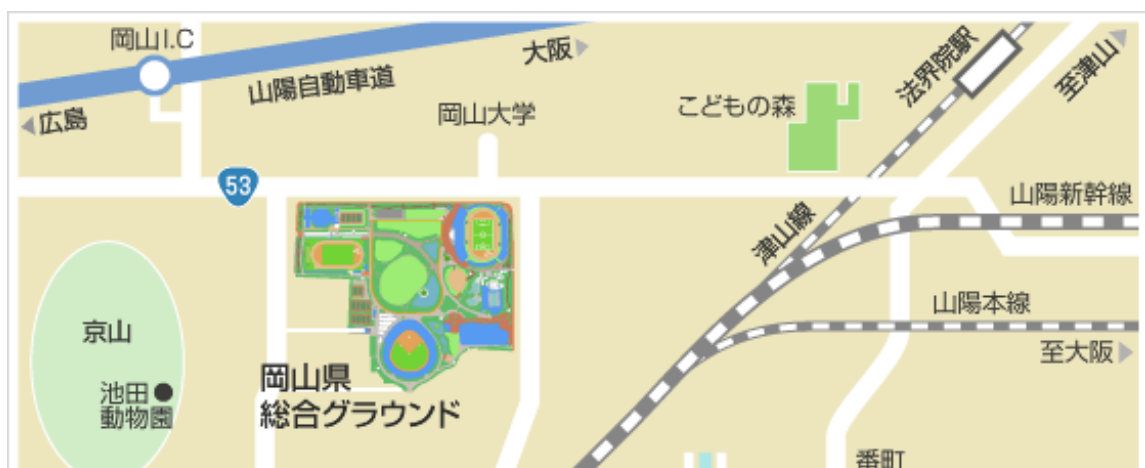 岡山I.C
大阪
山陽自動車道
広島
岡山大学
こどもの森
法界院駅
至津山
53
山陽新幹線
津山線
山陽本線
至大阪
京山
池田
動物園
岡山県
総合グラウンド
番町